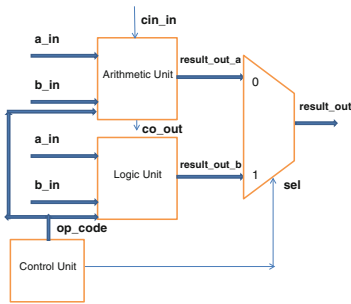 cin_in
a_in
result_out_a
Arithmetic Unit
0
b_in
result_out
co_out
a_in
result_out_b
Logic Unit
1
b_in
sel
op_code
Control Unit